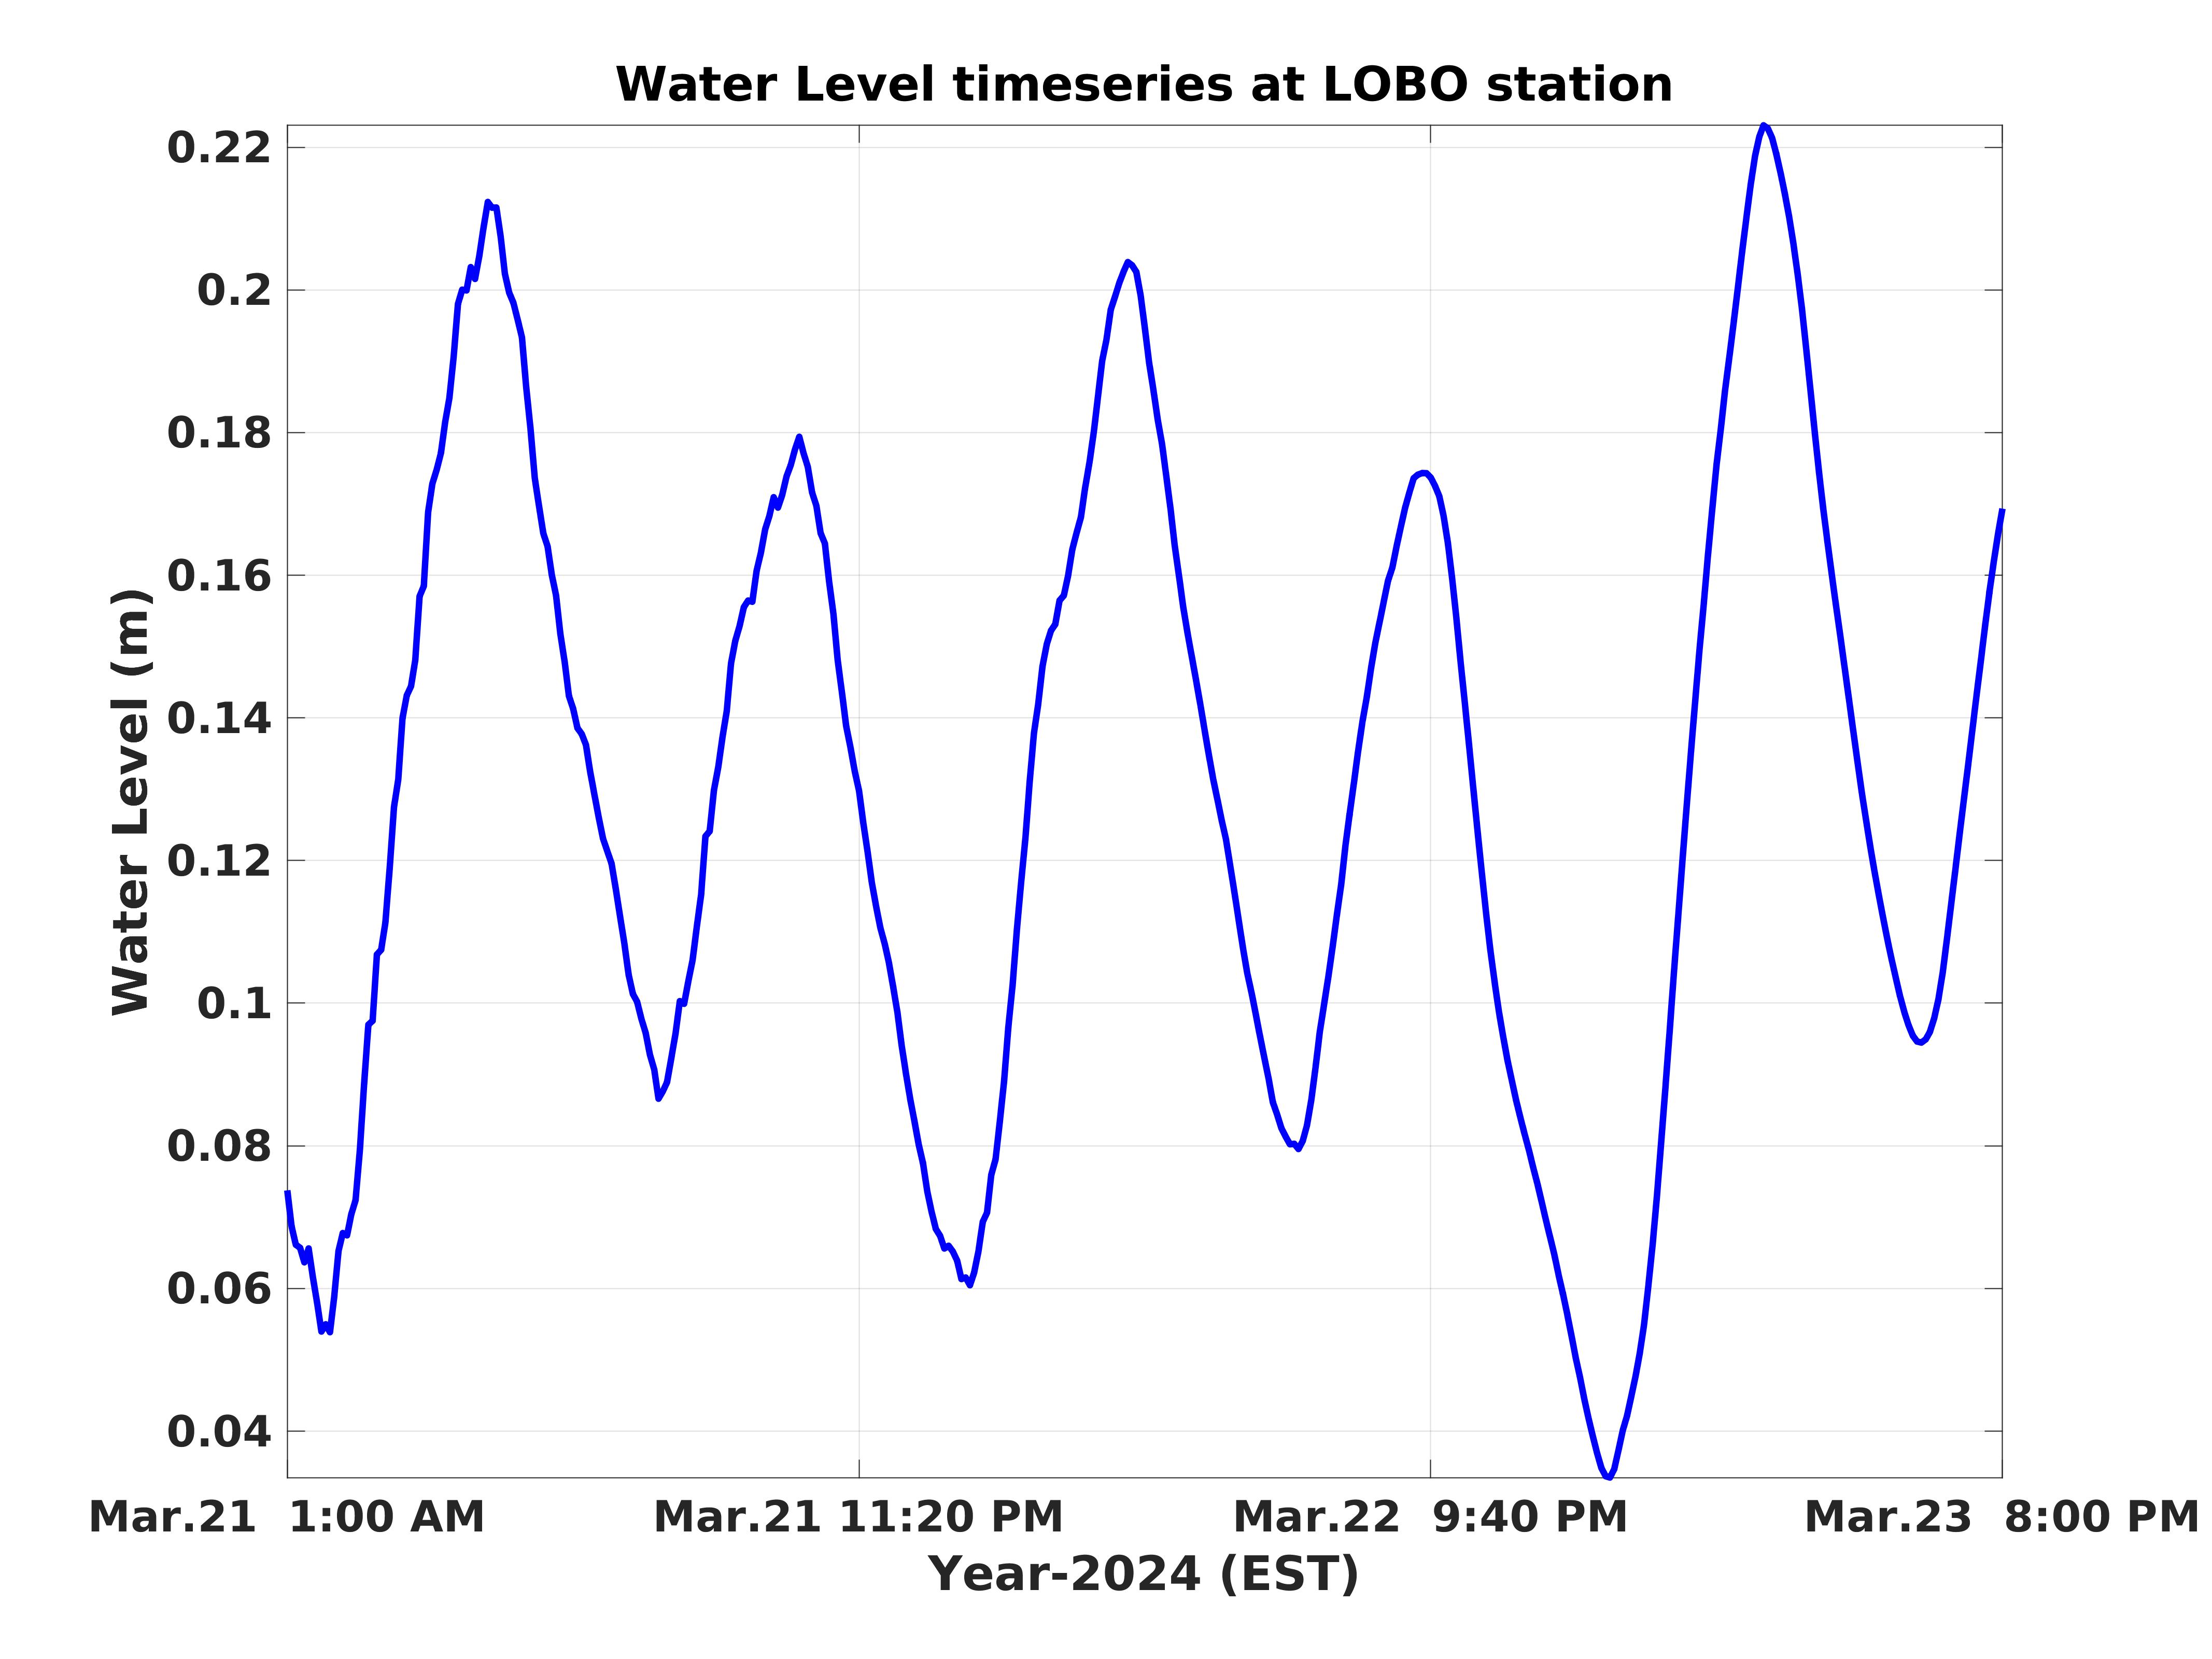 Water Level timeseries at LOBO station
0.22
0.2
0.18
0.16
0.14
0.12
0.1
0.08
0.06
0.04
Water Level (m)
Mar.21 1:00 AM Mar.21 11:20 PM Mar.22 9:40 PM Mar.23 8:00 PM
Year-2024 (EST)